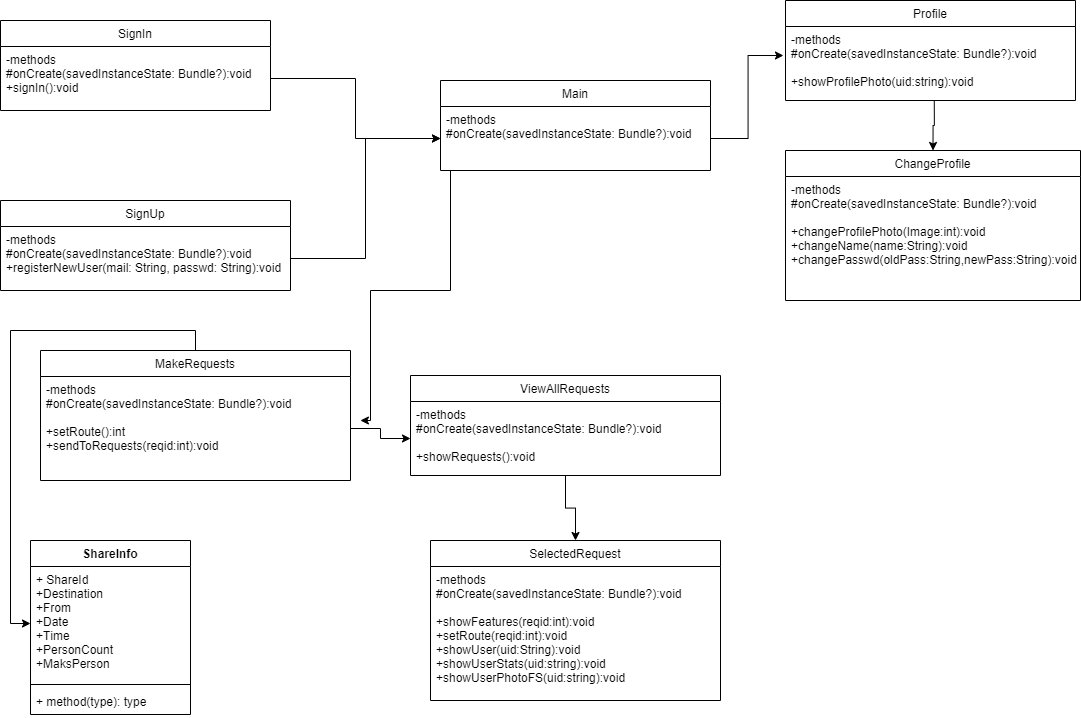 SignIn
-methods
#onCreate(savedInstanceState: Bundle?):void
+signIn():void
Main
-methods
#onCreate(savedInstanceState: Bundle?):void
Profile
-methods
#onCreate(savedInstanceState: Bundle?):void
+showProfilePhoto(uid:string):void
ChangeProfile
-methods
#onCreate(savedInstanceState: Bundle?):void
+changeProfilePhoto(Image:int):void
+changeName(name:String):void
+changePasswd(oldPass:String,newPass:String):void
SignUp
-methods
#onCreate(savedInstanceState: Bundle?):void
+registerNewUser(mail: String, passwd: String):void
MakeRequests
-methods
#onCreate(savedInstanceState: Bundle?):void
+setRoute():int
+sendToRequests(reqid:int):void
ViewAllRequests
-methods
#onCreate(savedInstanceState: Bundle?):void
+showRequests():void
ShareInfo
+ ShareId
+Destination
+From
+Date
+Time
+PersonCount
+MaksPerson
+ method(type): type
SelectedRequest
-methods
#onCreate(savedInstanceState: Bundle?):void
+showFeatures(reqid:int):void
+setRoute(reqid:int):void
+showUser(uid:String):void
+showUserStats(uid:string):void
+showUserPhotoFS(uid:string):void